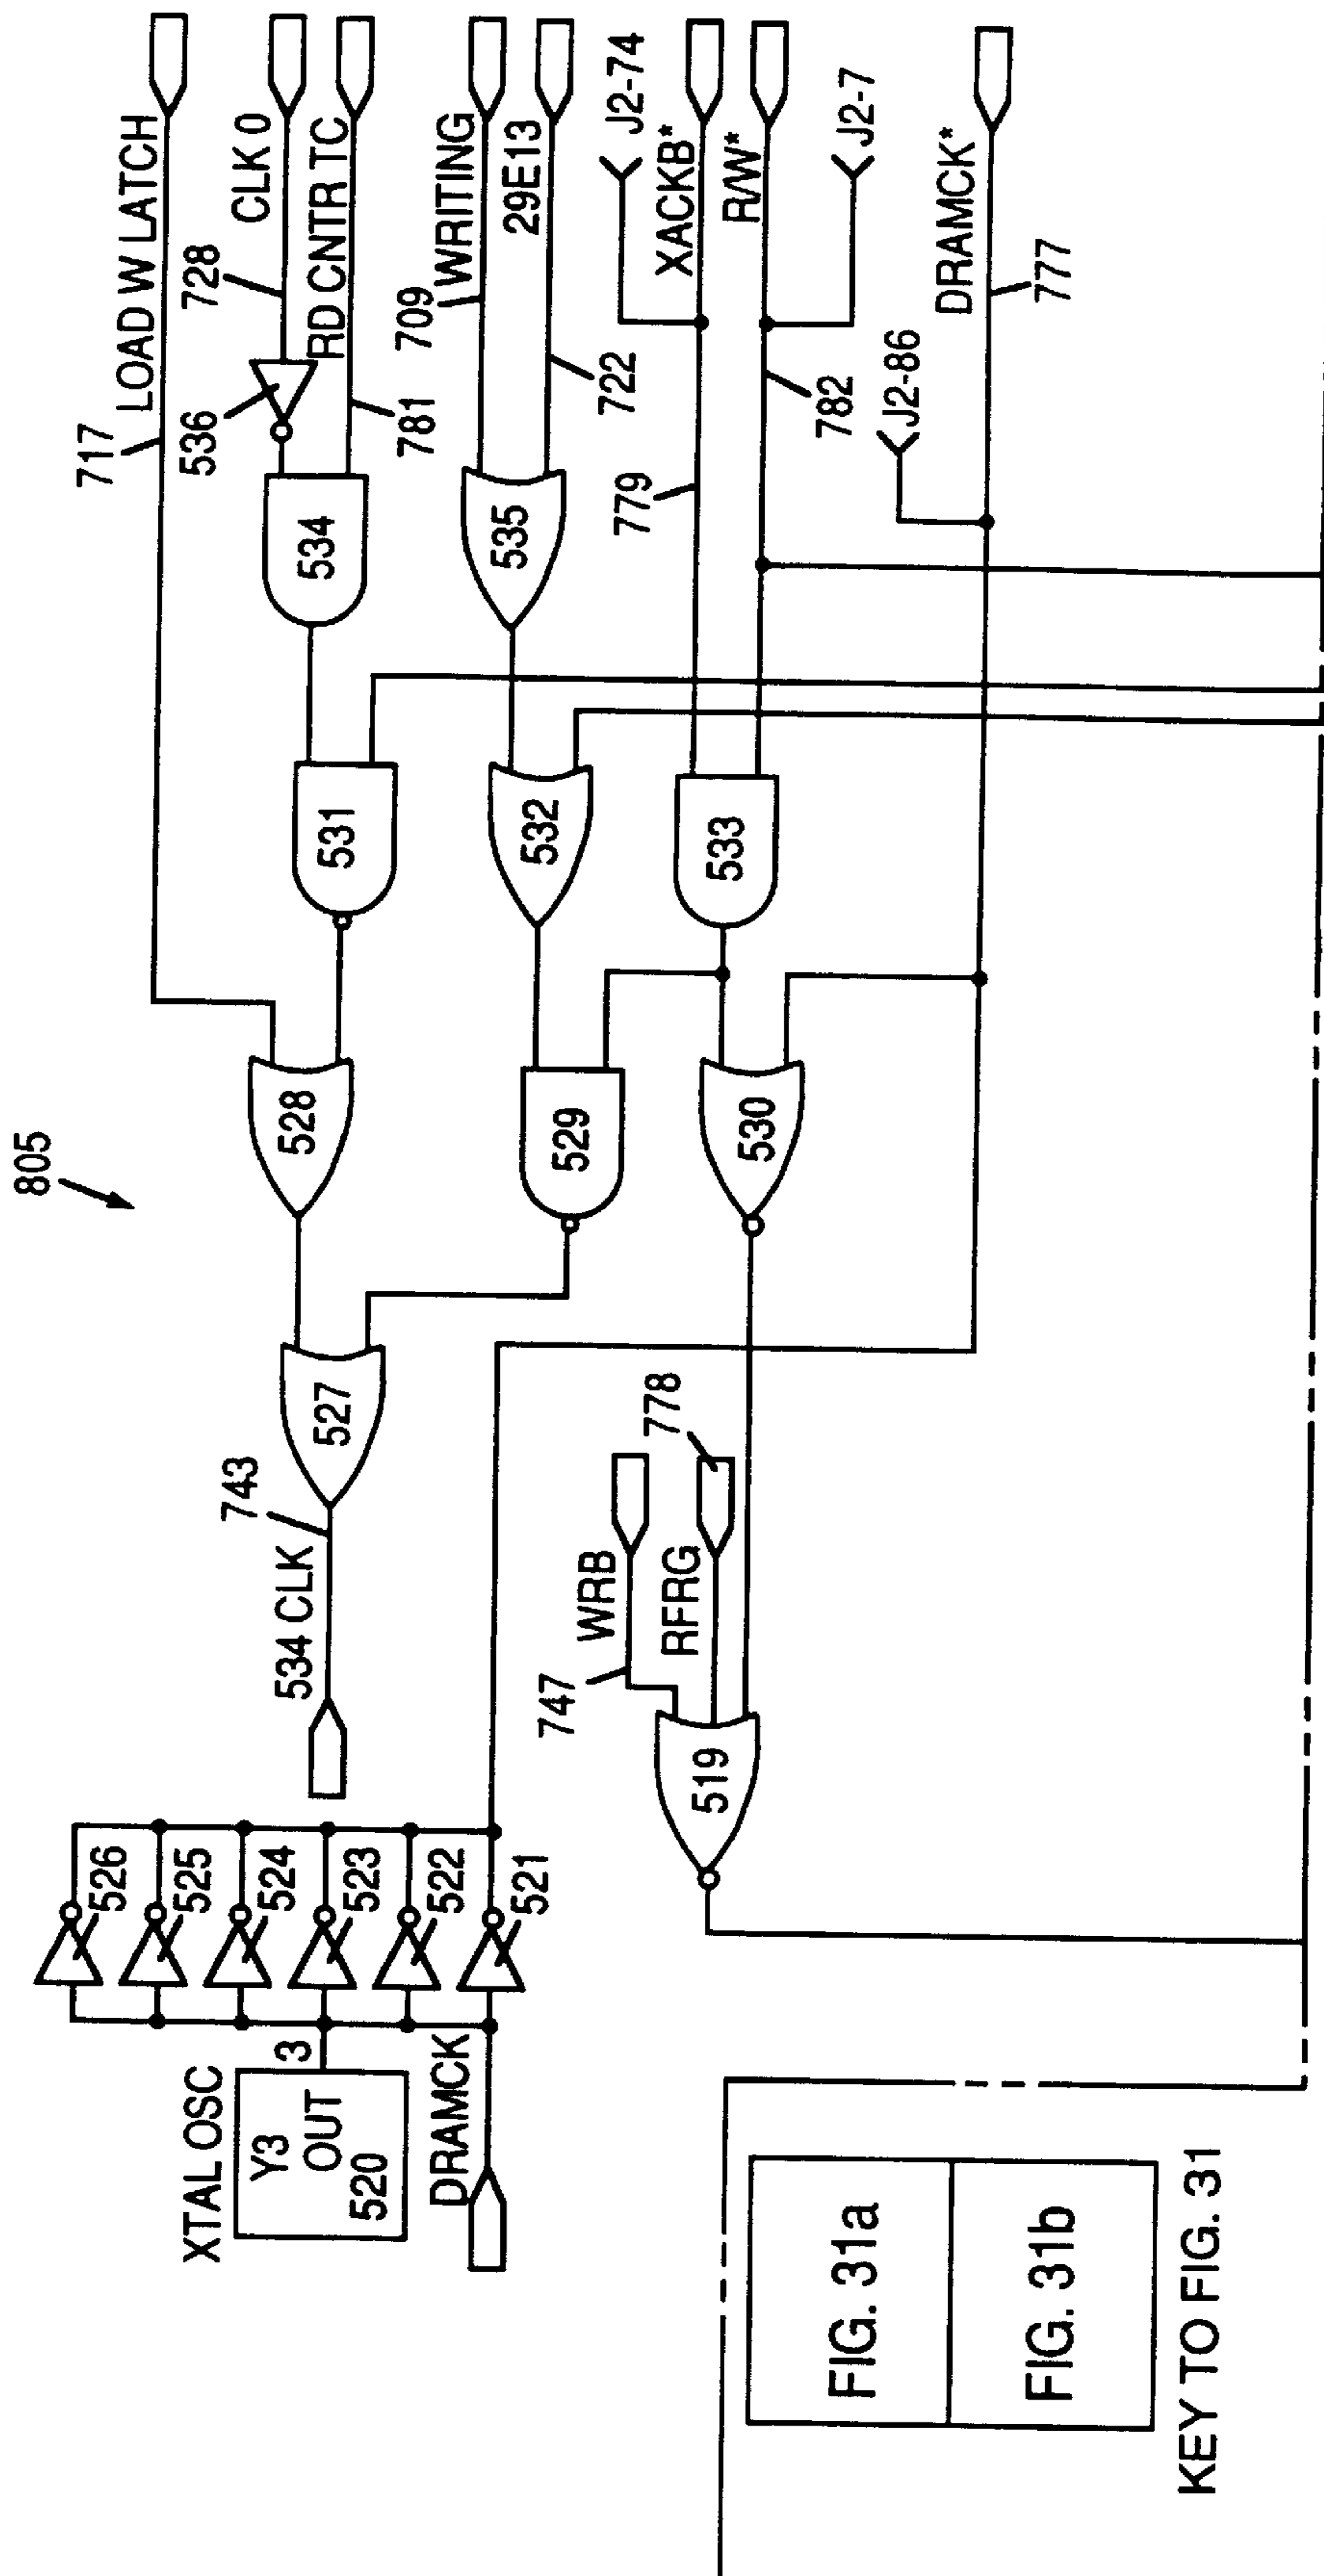 805
717
LOAD W LATCH
728
CLK 0
536
RD CNTR TC
781
534
709
WRITING
29E13
722
535
J2-74
XACKB*
R/W*
J2-7
779
782
J2-86
DRAMCK*
777
531
532
533
528
529
530
527
743
534 CLK
778
WRB
RFRG
747
519
526
525
524
523
522
521
XTAL OSC
3
Y3
OUT
520
DRAMCK
FIG. 31a
FIG. 31b
KEY TO FIG. 31